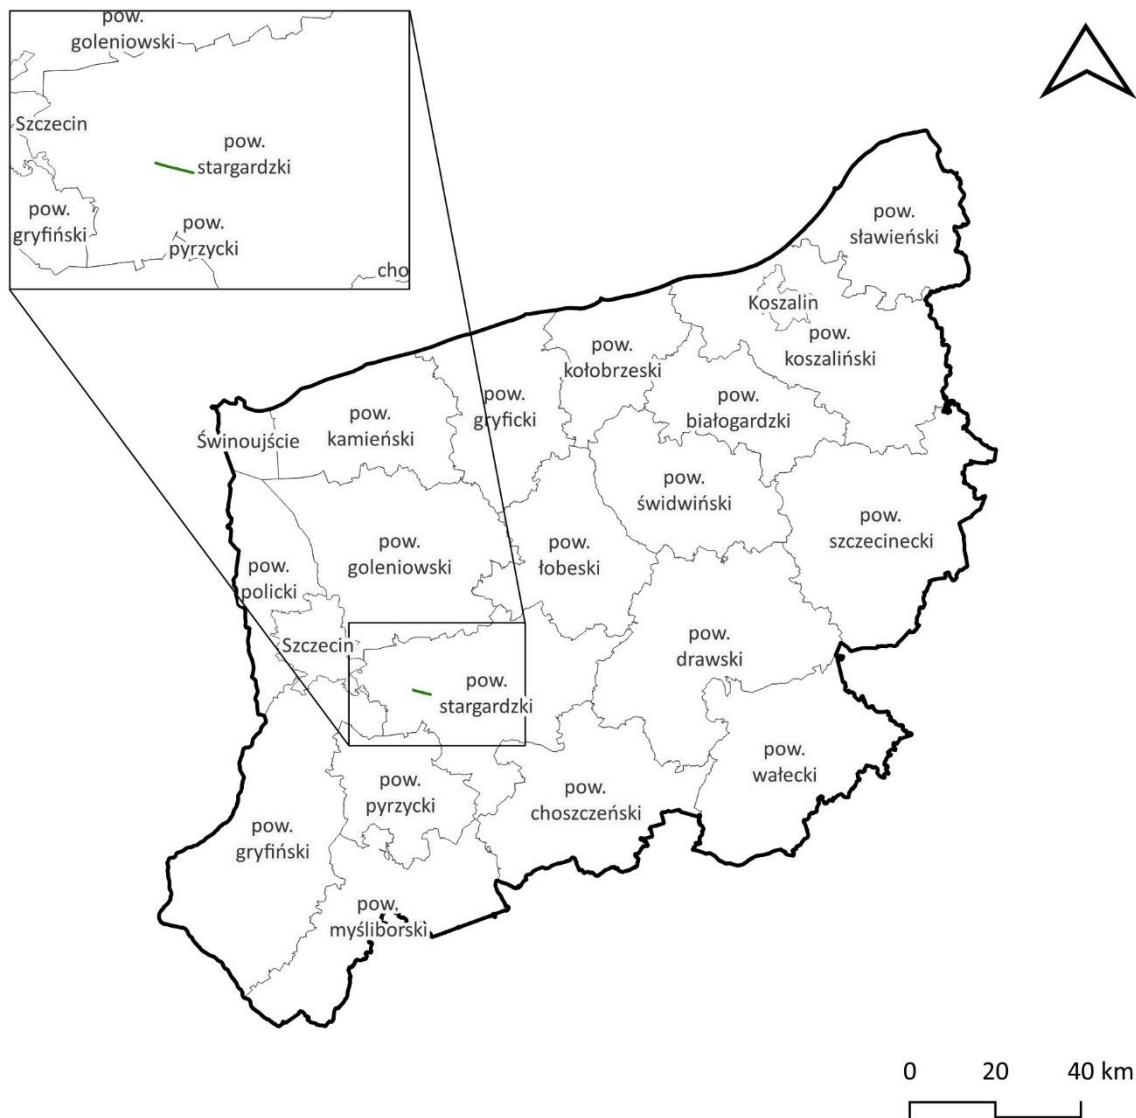 pow.
goleniowski
Szczecin
pow.
stargardzki
pow.
gryfiński
pow.
pyrzycki
cho
pow.
sławieński
Koszalin
pow.
koszaliński
pow.
kołobrzeski
pow.
gryficki
pow.
białogardzki
pow.
kamieński
Świnoujście
pow.
świdwiński
pow.
szczecinecki
pow.
goleniowski
pow.
łobeski
pow.
policki
Szczecin
pow.
drawski
pow.
stargardzki
pow.
wałecki
pow.
pyrzycki
pow.
choszczeński
pow.
gryfiński
pow.
myśliborski
0 20 40 km